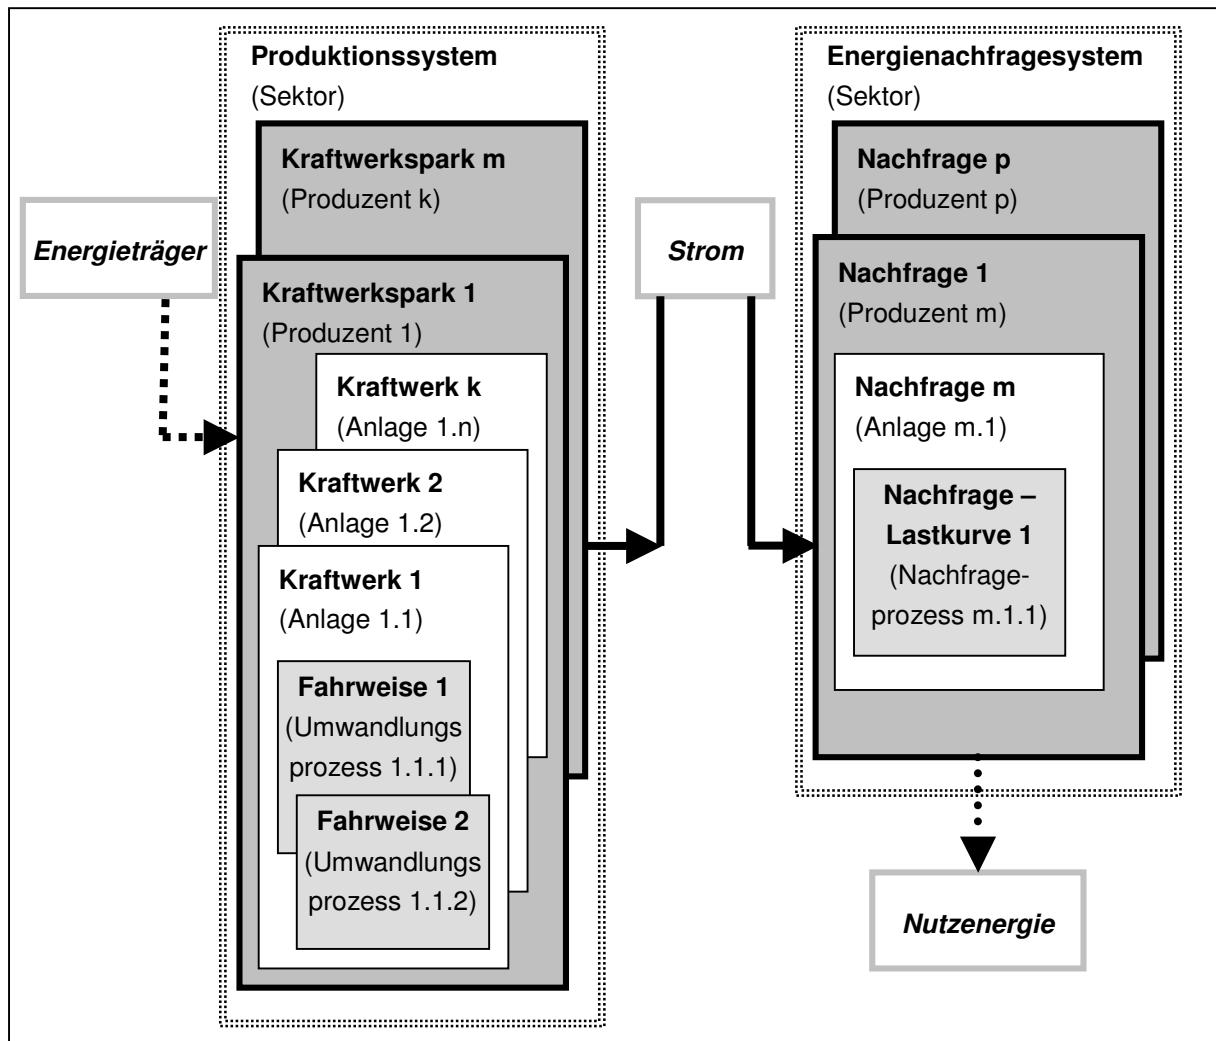 Produktionssystem
(Sektor)
Kraftwerkspark m
(Produzent k)
Energieträger
Kraftwerkspark 1
(Produzent 1)
Kraftwerk k
(Anlage 1.n)
Kraftwerk 2
(Anlage 1.2)
Kraftwerk 1
(Anlage 1.1)
Fahrweise 1
(Umwandlungs
prozess 1.1.1)
Fahrweise 2
(Umwandlungs
prozess 1.1.2)
Strom
Energienachfragesystem
(Sektor)
Nachfrage p
(Produzent p)
Nachfrage 1
(Produzent m)
Nachfrage m
(Anlage m.1)
Nachfrage –
Lastkurve 1
(Nachfrage-
prozess m.1.1)
Nutzenergie